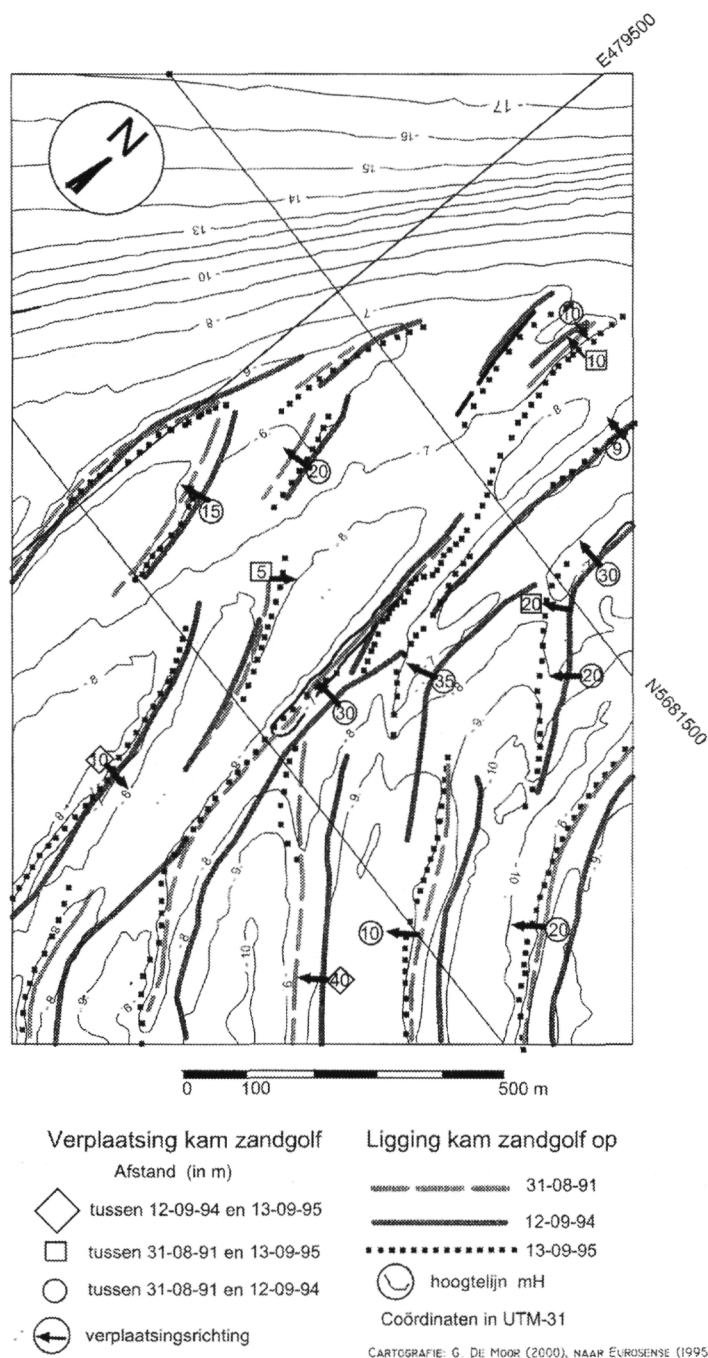 E479500
N
-17-
-16-
15
14
13
-10-
-8-
-7
6
8
-7
9
10
10
20
15
6
5
30
20
20
N5681500
35
30
10
8
8
9
10
10
20
40
0 100 500 m
Verplaatsing kam zandgolf
Afstand (in m)
tussen 12-09-94 en 13-09-95
tussen 31-08-91 en 13-09-95
tussen 31-08-91 en 12-09-94
verplaatsingsrichting
Ligging kam zandgolf op
31-08-91
12-09-94
13-09-95
hoogtelijn mH
Coördinaten in UTM-31
CARTOGRAFIE: G. DE MOOR (2000), NAAR EUROSENSE (1995